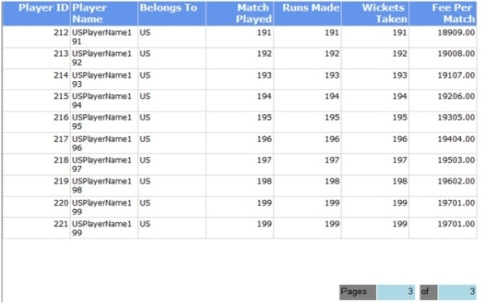 Player ID Player Name Belongs To Match Played Runs Made Wickets Taken Fee Per Match
212 USPlayerName191 US 191 191 191 18909.00
213 USPlayerName192 US 192 192 192 19008.00
214 USPlayerName193 US 193 193 193 19107.00
215 USPlayerName194 US 194 194 194 19206.00
216 USPlayerName195 US 195 195 195 19305.00
217 USPlayerName196 US 196 196 196 19404.00
218 USPlayerName197 US 197 197 197 19503.00
219 USPlayerName198 US 198 198 198 19602.00
220 USPlayerName199 US 199 199 199 19701.00
221 USPlayerName199 US 199 199 199 19701.00
Pages 3 of 3